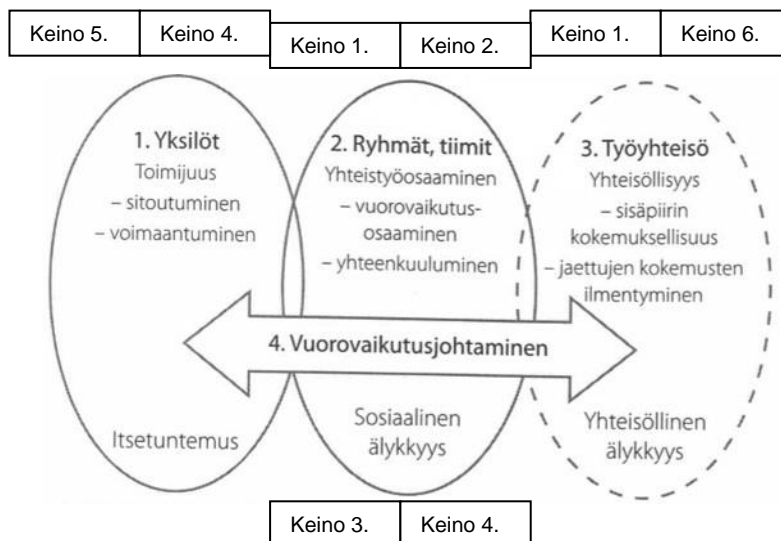 Keino 5.
Keino 4.
Keino 1.
Keino 2.
Keino 1.
Keino 6.
1. Yksilöt
Toimijuus
– sitoutuminen
– voimaantuminen
2. Ryhmät, tiimit
Yhteistyöosaaminen
– vuorovaikutus-
osaaminen
– yhteenkuuluminen
3. Työyhteisö
Yhteisöllisyys
– sisäpiirin
kokemuksellisuus
– jaettujen kokemusten
ilmentyminen
4. Vuorovaikutusjohtaminen
Itsetuntemus
Sosiaalinen
älykkyys
Yhteisöllinen
älykkyys
Keino 3.
Keino 4.